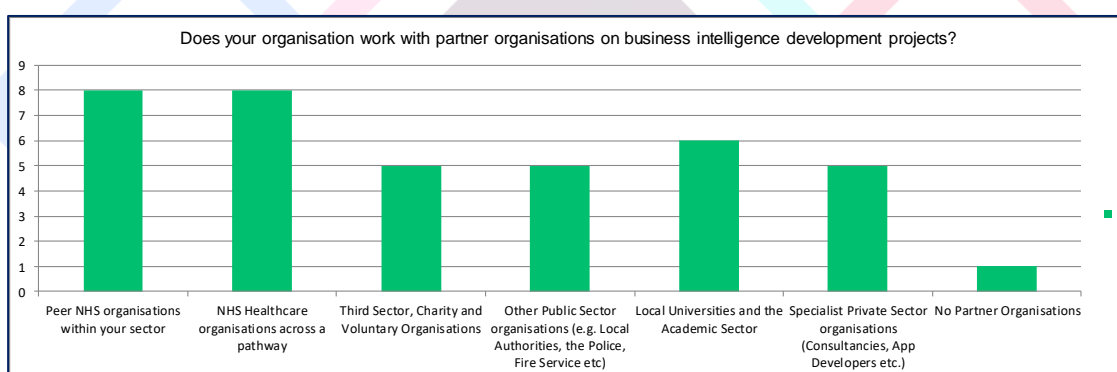 Does your organisation work with partner organisations on business intelligence development projects?
9
8
7
6
5
4
3
2
1
0
Peer NHS organisations
within your sector
NHS Healthcare
organisations across a
pathway
Third Sector, Charity and
Voluntary Organisations
Other Public Sector
organisations (e.g. Local
Authorities, the Police,
Fire Service etc)
Local Universities and the
Academic Sector
Specialist Private Sector
organisations
(Consultancies, App
Developers etc.)
No Partner Organisations